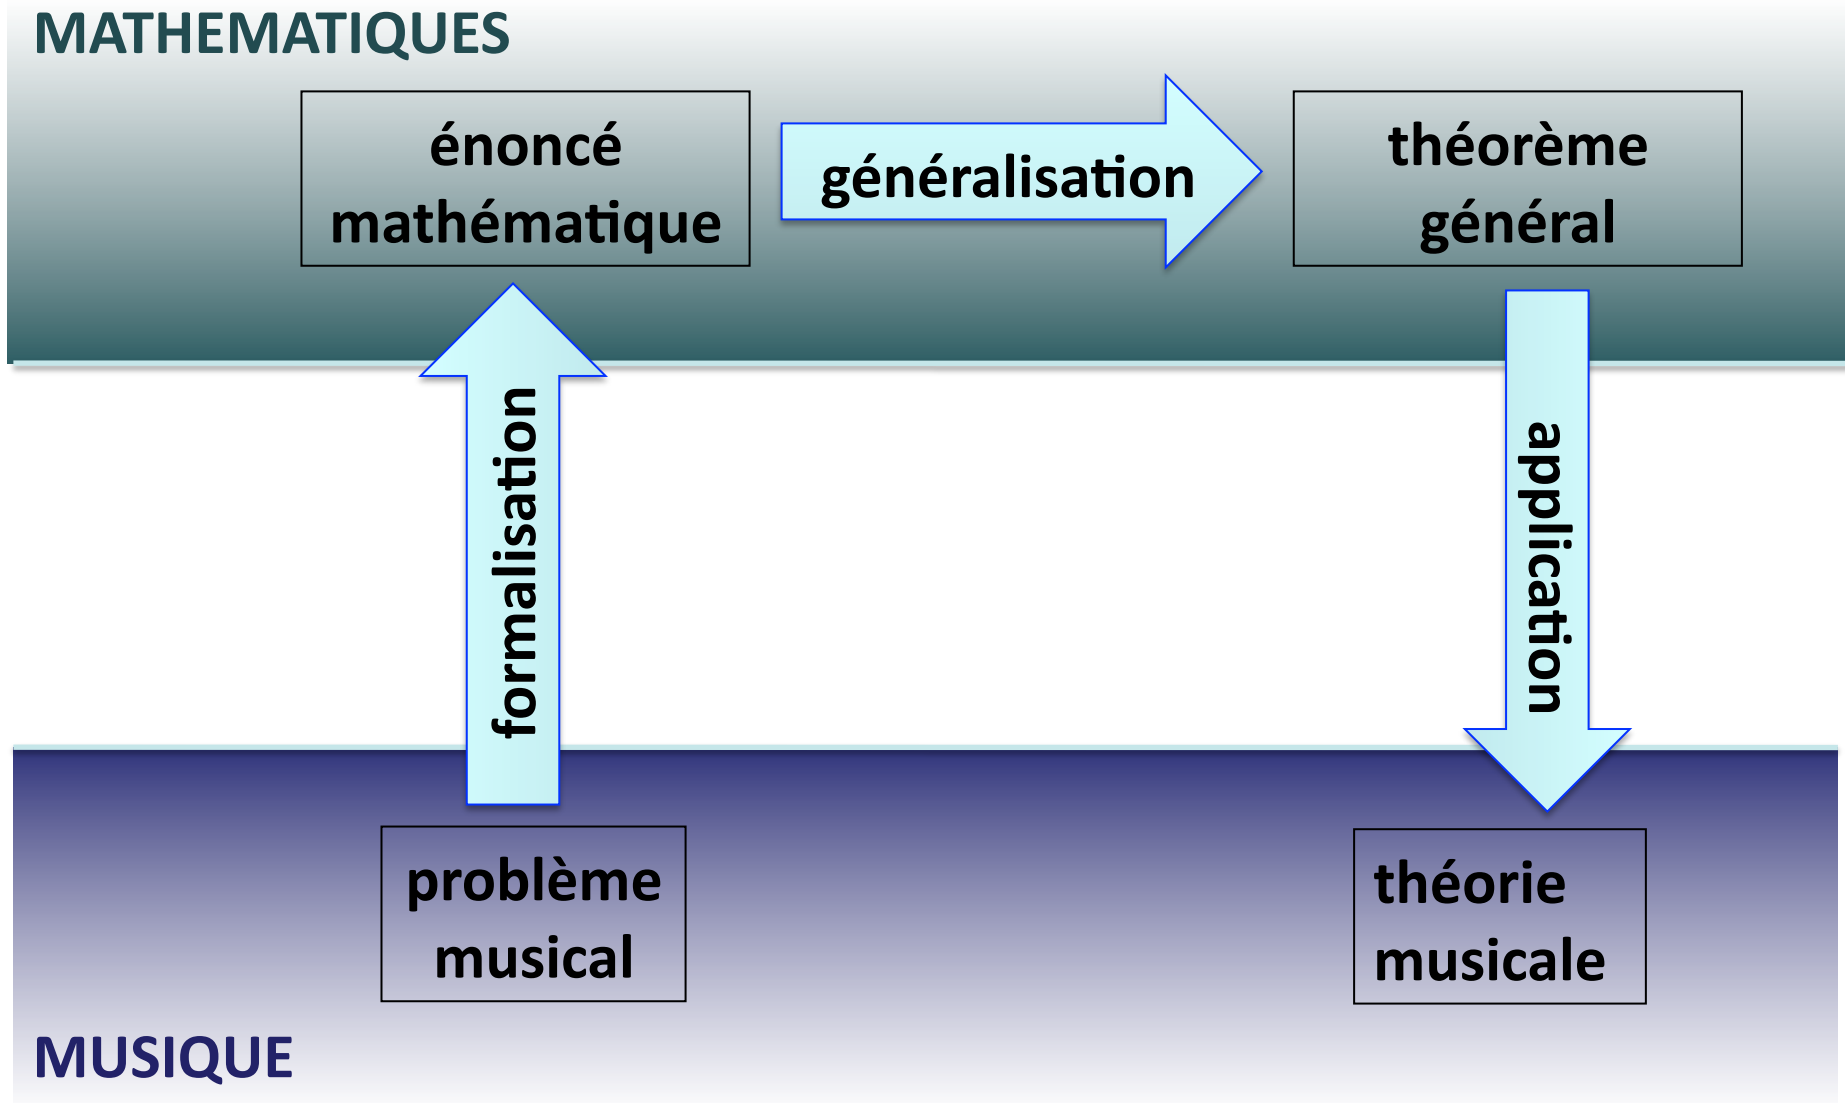 MATHEMATIQUES
énoncé
mathématique
généralisation
théorème
général
formalisation
application
problème
musical
théorie
musicale
MUSIQUE